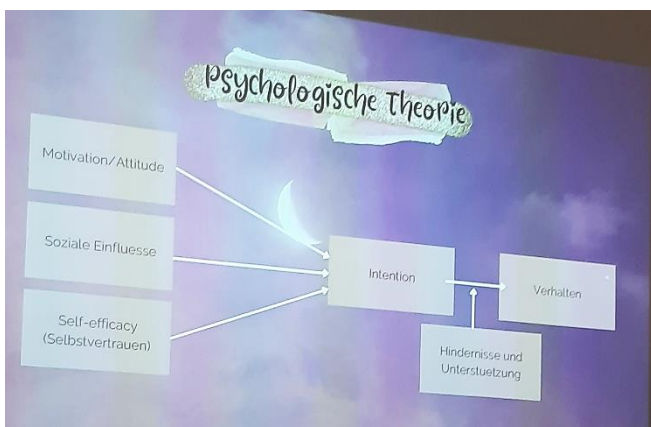 Psychologische Theorie
Motivation/Attitude
Soziale Einfluesse
Self-efficacy
(Selbstvertrauen)
Intention
Verhalten
Hindernisse und
Unterstuetzung